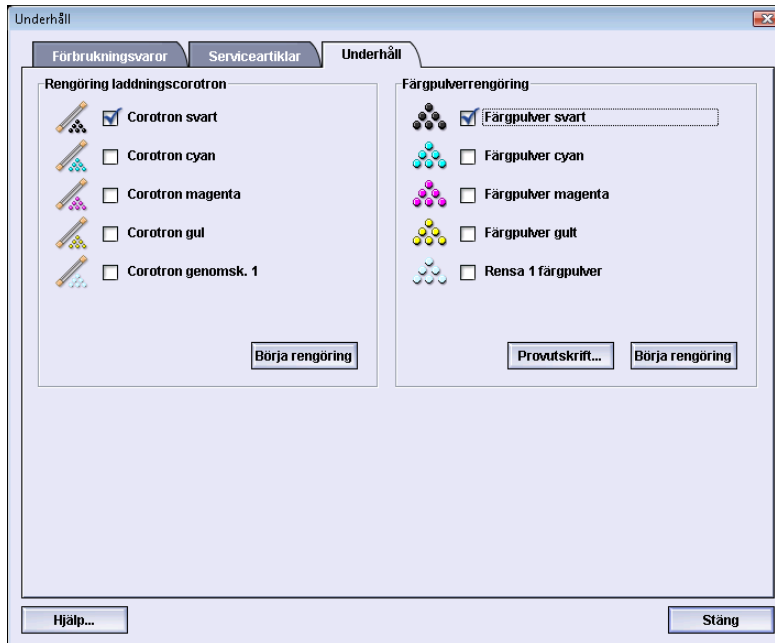 Underhåll
Förbrukningsvaror
Serviceartiklar
Underhåll
Rengöring laddningscorotron
Corotron svart
Corotron cyan
Corotron magenta
Corotron gul
Corotron genomsk. 1
Börja rengöring
Färgpulverrengöring
Färgpulver svart
Färgpulver cyan
Färgpulver magenta
Färgpulver gult
Rensa 1 färgpulver
Provutskrift...
Börja rengöring
Hjälp...
Stäng